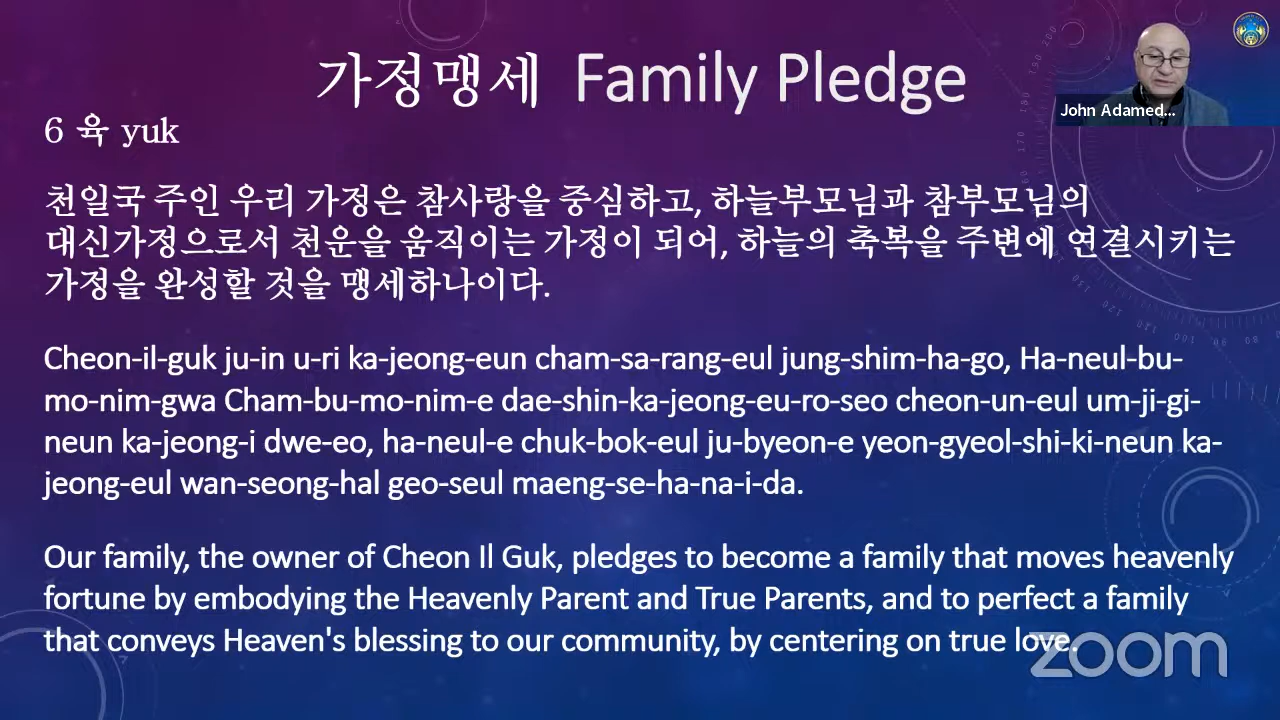 가정맹세 Family Pledge
John Adamed...
6 육 yuk
천일국 주인 우리 가정은 참사랑을 중심하고, 하늘부모님과 참부모님의
대신가정으로서 천운을 움직이는 가정이 되어, 하늘의 축복을 주변에 연결시키는
가정을 완성할 것을 맹세하나이다.
Cheon-il-guk ju-in u-ri ka-jeong-eun cham-sa-rang-eul jung-shim-ha-go, Ha-neul-bu-
mo-nim-gwa Cham-bu-mo-nim-e dae-shin-ka-jeong-eu-ro-seo cheon-un-eul um-ji-gi-
neun ka-jeong-i dwe-eo, ha-neul-e chuk-bok-eul ju-byeon-e yeon-gyeol-shi-ki-neun ka-
jeong-eul wan-seong-hal geo-seul maeng-se-ha-na-i-da.
Our family, the owner of Cheon Il Guk, pledges to become a family that moves heavenly
fortune by embodying the Heavenly Parent and True Parents, and to perfect a family
that conveys Heaven's blessing to our community, by centering on true love.
zoom